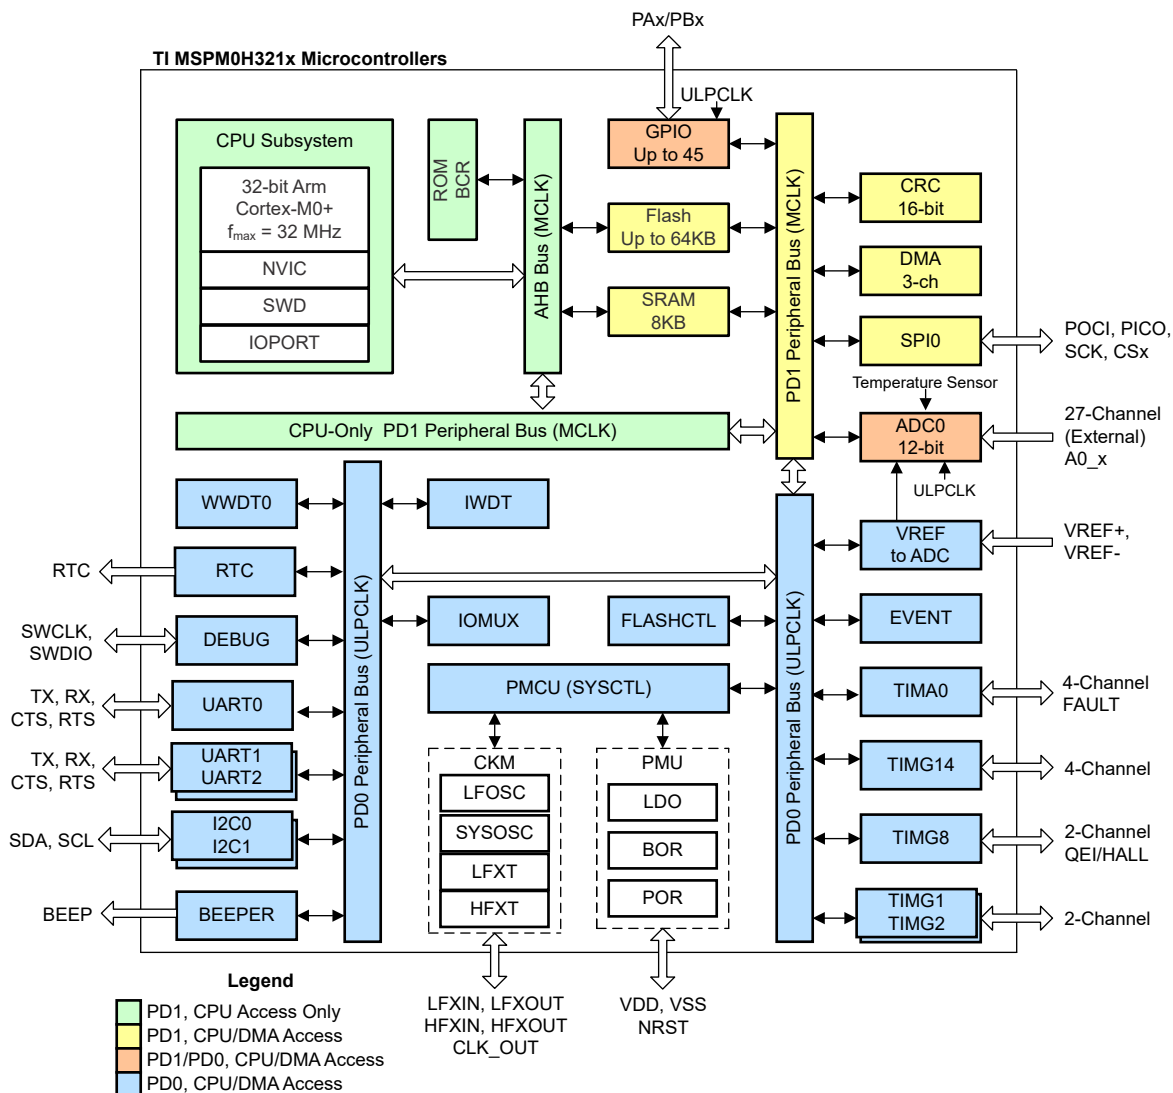 PAx/PBx
TI MSPM0H321x Microcontrollers
ULPCLK
CPU Subsystem
32-bit Arm
Cortex-M0+
fmax = 32 MHz
NVIC
SWD
IOPORT
ROM
BCR
AHB Bus (MCLK)
GPIO
Up to 45
Flash
Up to 64KB
SRAM
8KB
PD1 Peripheral Bus (MCLK)
CRC
16-bit
DMA
3-ch
SPI0
POCI, PICO,
SCK, CSx
Temperature Sensor
ADC0
12-bit
27-Channel
(External)
A0_x
ULPCLK
CPU-Only PD1 Peripheral Bus (MCLK)
WWDT0
IWDT
VREF
to ADC
VREF+,
VREF-
RTC
RTC
PD0 Peripheral Bus (ULPCLK)
PD0 Peripheral Bus (ULPCLK)
SWCLK,
SWDIO
DEBUG
IOMUX
FLASHCTL
EVENT
TX, RX,
CTS, RTS
UART0
PMCU (SYSCTL)
TIMA0
4-Channel
FAULT
TX, RX,
CTS, RTS
UART1
UART2
CKM
LFOSC
SYSOSC
LFXT
HFXT
PMU
LDO
BOR
POR
TIMG14
4-Channel
SDA, SCL
I2C0
I2C1
TIMG8
2-Channel
QEI/HALL
BEEP
BEEPER
TIMG1
TIMG2
2-Channel
LFXIN, LFXOUT
HFXIN, HFXOUT
CLK_OUT
VDD, VSS
NRST
Legend
PD1, CPU Access Only
PD1, CPU/DMA Access
PD1/PD0, CPU/DMA Access
PD0, CPU/DMA Access